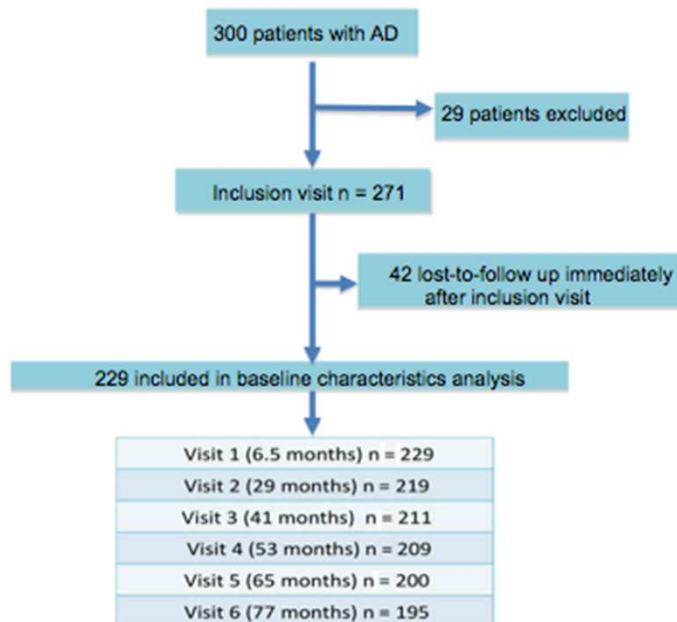 300 patients with AD
29 patients excluded
Inclusion visit n = 271
42 lost-to-follow up immediately
after inclusion visit
229 included in baseline characteristics analysis
Visit 1 (6.5 months) n = 229
Visit 2 (29 months) n = 219
Visit 3 (41 months) n = 211
Visit 4 (53 months) n = 209
Visit 5 (65 months) n = 200
Visit 6 (77 months) n = 195